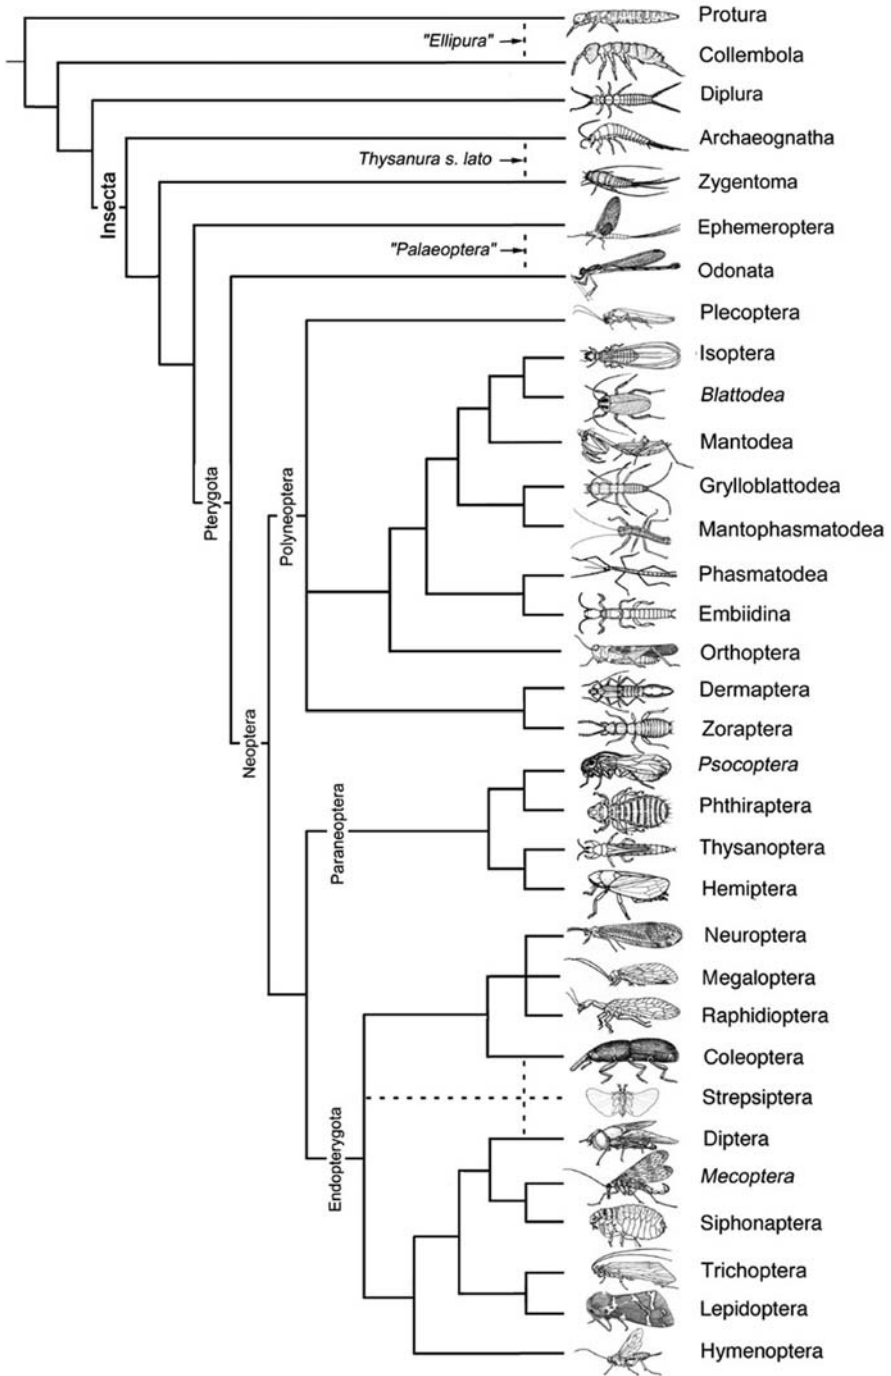 Protura
"Ellipura"
Collembola
Diplura
Archaeognatha
Thysanura s. lato
Zygentoma
Insecta
Ephemeroptera
"Palaeoptera"
Odonata
Plecoptera
Isoptera
Blattodea
Mantodea
Grylloblattodea
Pterygota
Polyneoptera
Mantophasmatodea
Phasmatodea
Embiidina
Orthoptera
Dermaptera
Zoraptera
Neoptera
Psocoptera
Phthiraptera
Paraneoptera
Thysanoptera
Hemiptera
Neuroptera
Megaloptera
Raphidioptera
Coleoptera
Strepsiptera
Diptera
Endopterygota
Mecoptera
Siphonaptera
Trichoptera
Lepidoptera
Hymenoptera